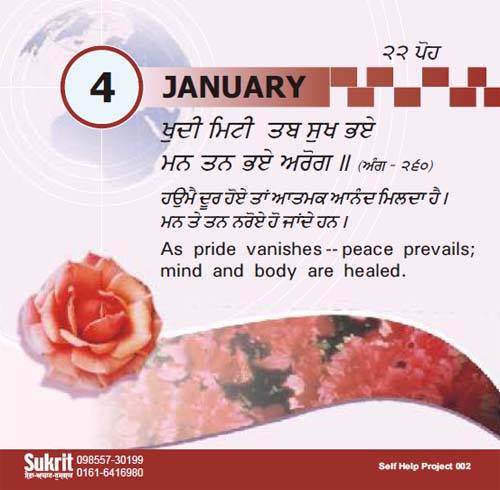 ੨੨ ਪੋਹ
4 JANUARY
ਖੁਦੀ ਮਿਟੀ ਤਬ ਸੁਖ ਭਏ
ਮਨ ਤਨ ਭਏ ਅਰੋਗ ॥ (ਅੰਗ - ੨੬੦)
ਹਉਮੈ ਦੂਰ ਹੋਏ ਤਾਂ ਆਤਮਕ ਆਨੰਦ ਮਿਲਦਾ ਹੈ।
ਮਨ ਤੇ ਤਨ ਨਰੋਏ ਹੋ ਜਾਂਦੇ ਹਨ।
As pride vanishes -- peace prevails;
mind and body are healed.
Sukrit 098557-30199
0161-6416980
Self Help Project 002